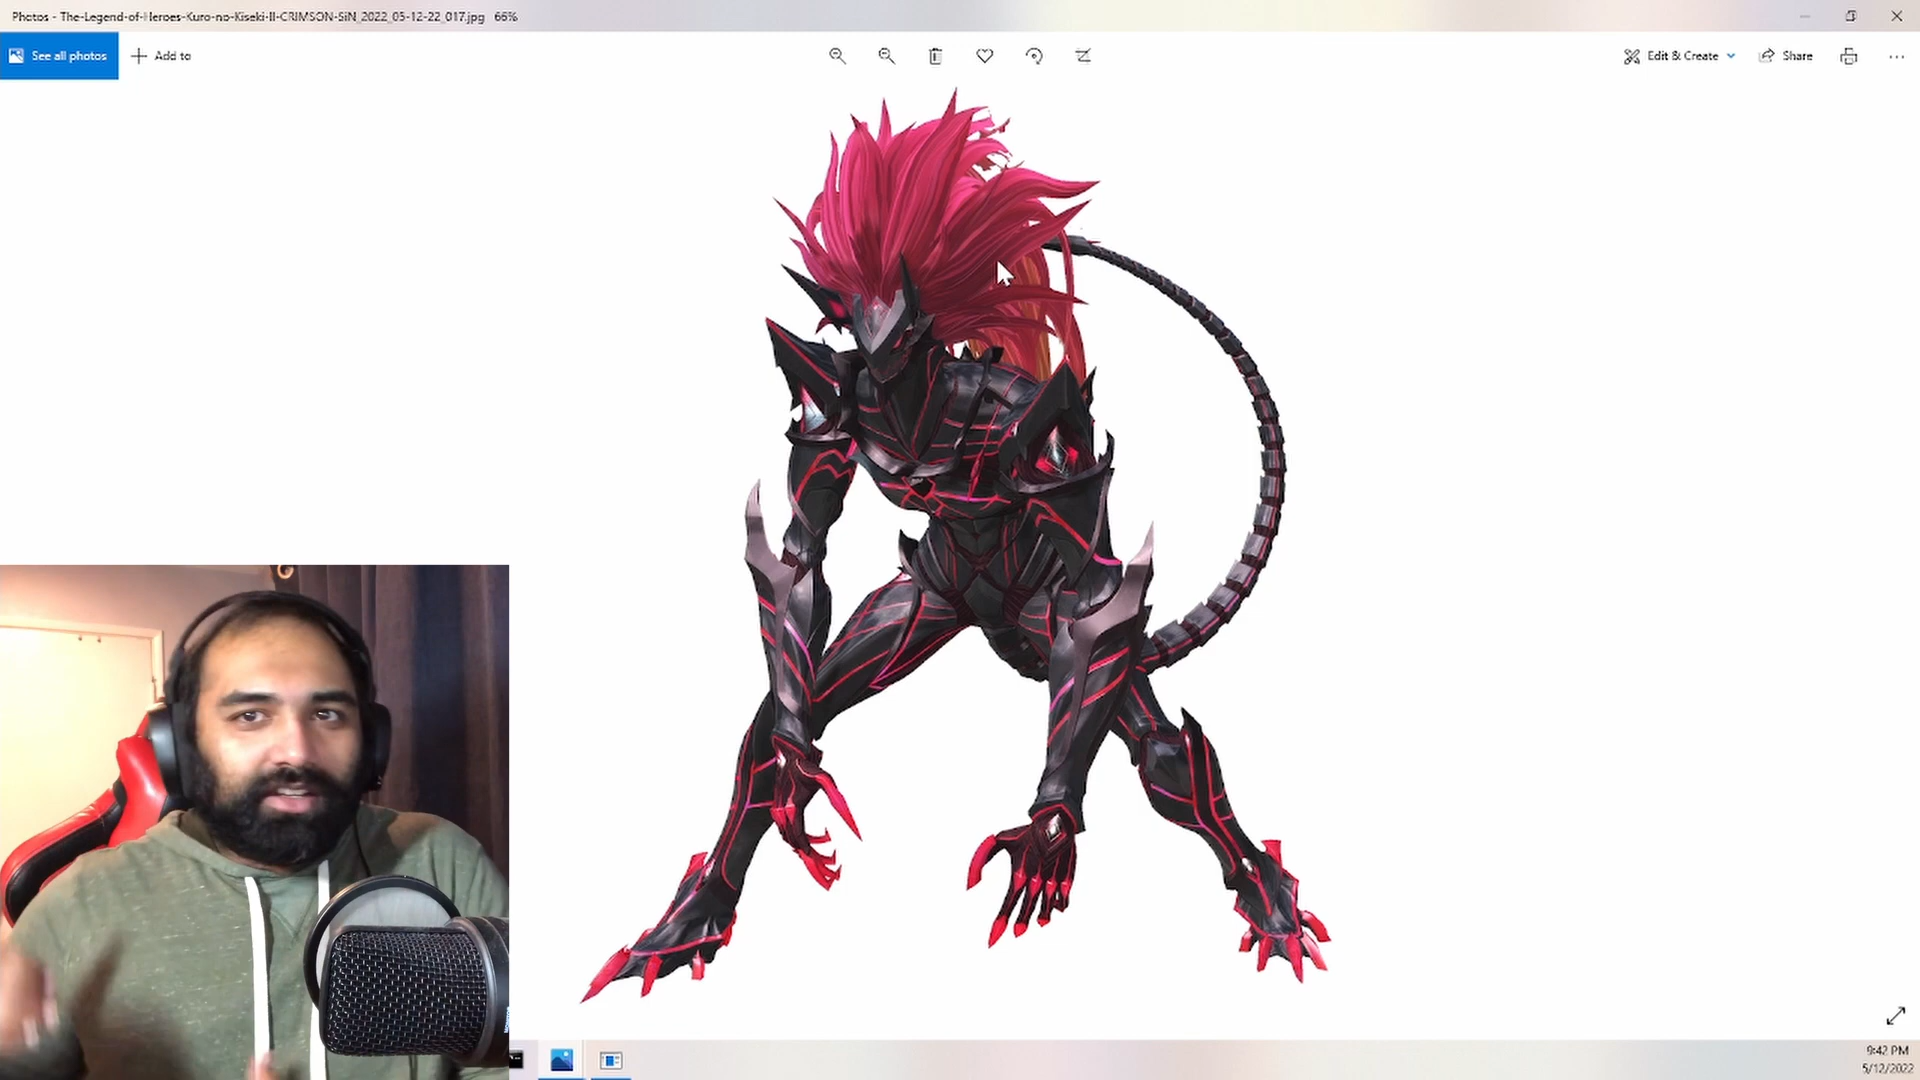 Photos - The-Legend-of-Heroes-Kuro-no-Kiseki-II-CRIMSON-SiN_2022_05-12-22_017.jpg 66%
See all photos
Add to
Edit & Create
Share
9:42 PM
5/12/2022